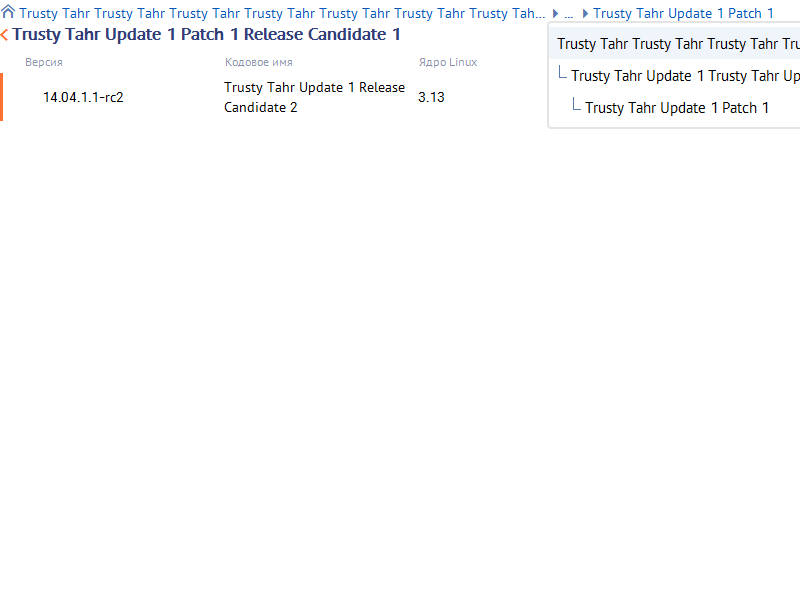 Trusty Tahr Trusty Tahr Trusty Tahr Trusty Tahr Trusty Tahr Trusty Tahr Trusty Tah... ... Trusty Tahr Update 1 Patch 1
Trusty Tahr Update 1 Patch 1 Release Candidate 1
Trusty Tahr Trusty Tahr Trusty Tahr Tru
Версия Кодовое имя Ядро Linux
Trusty Tahr Update 1 Trusty Tahr Up
14.04.1.1-rc2
Trusty Tahr Update 1 Release
Candidate 2
3.13
Trusty Tahr Update 1 Patch 1